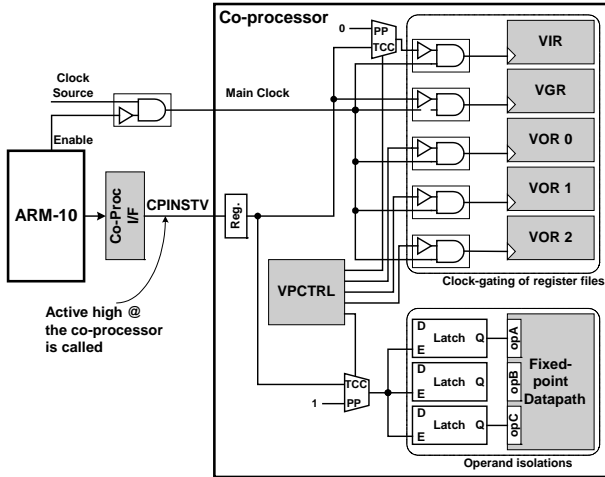 Co-processor
0
PP
TCC
VIR
Clock
Source
Main Clock
VGR
Enable
VOR 0
ARM-10
Co-Proc
I/F
CPINSTV
Reg.
VOR 1
VOR 2
VPCTRL
Clock-gating of register files
Active high @
the co-processor
is called
D
E
Latch
Q
opA
TCC
PP
1
D
E
Latch
Q
opB
D
E
Latch
Q
opC
Fixed-
point
Datapath
Operand isolations